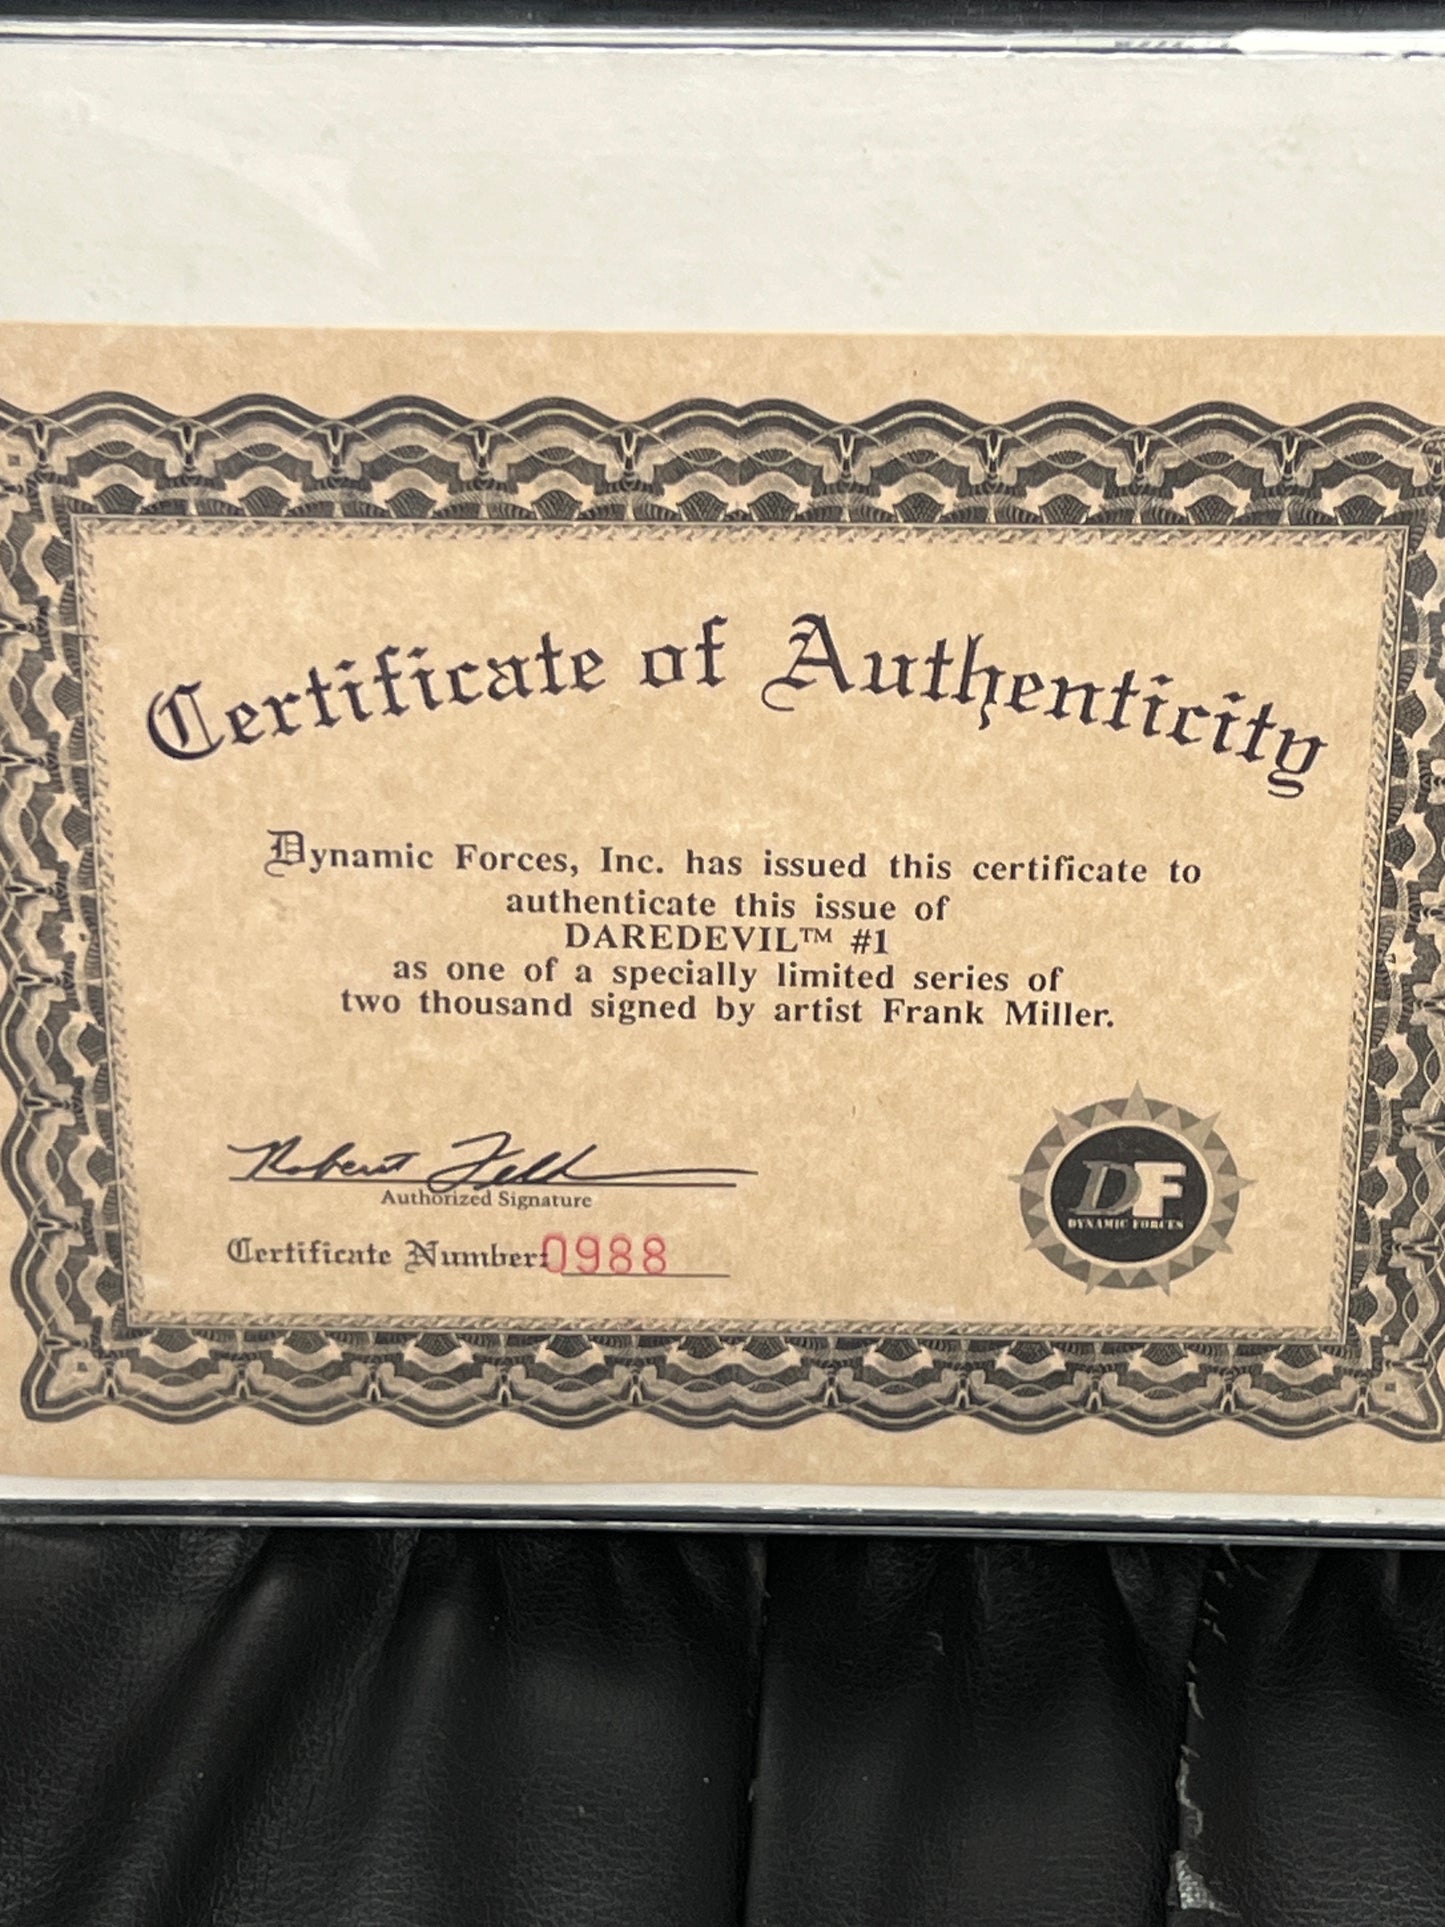 Certificate of Authenticity
Dynamic Forces, Inc. has issued this certificate to
authenticate this issue of
DAREDEVIL™ #1
as one of a specially limited series of
two thousand signed by artist Frank Miller.
Robert
Authorized Signature
Certificate Number: 0988
DF
DYNAMIC FORCES